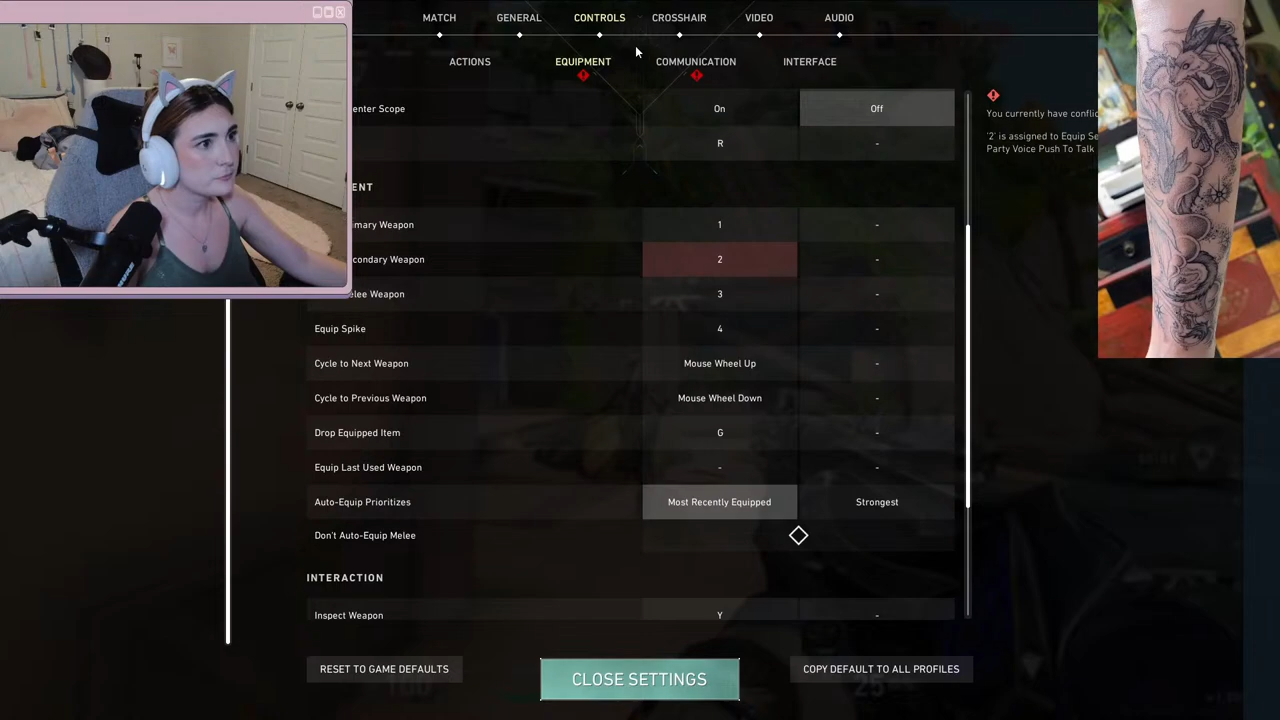 MATCH GENERAL CONTROLS CROSSHAIR VIDEO AUDIO
ACTIONS EQUIPMENT COMMUNICATION INTERFACE
enter Scope On Off
R -
You currently have conflic
'2' is assigned to Equip Se
Party Voice Push To Talk
ENT
imary Weapon 1 -
condary Weapon 2 -
elee Weapon 3 -
Equip Spike 4 -
Cycle to Next Weapon Mouse Wheel Up -
Cycle to Previous Weapon Mouse Wheel Down -
Drop Equipped Item G -
Equip Last Used Weapon - -
Auto-Equip Prioritizes Most Recently Equipped Strongest
Don't Auto-Equip Melee
INTERACTION
Inspect Weapon Y -
RESET TO GAME DEFAULTS CLOSE SETTINGS COPY DEFAULT TO ALL PROFILES
25